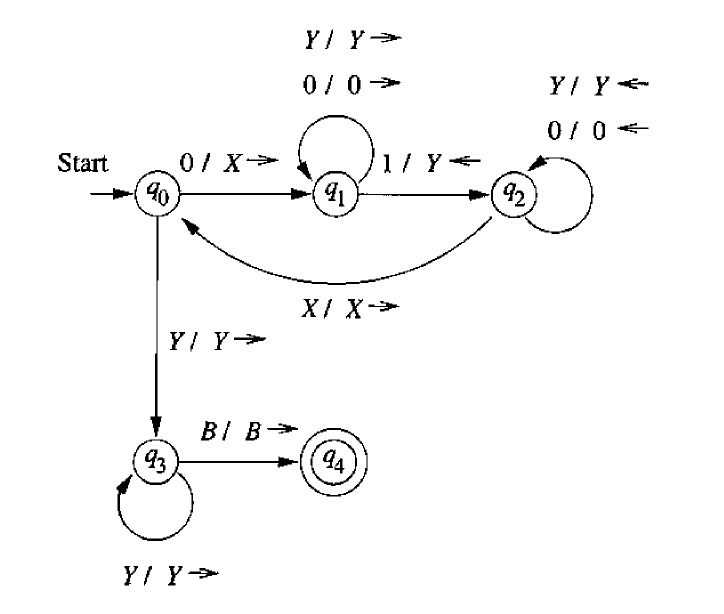 Y / Y →
0 / 0 →
Y / Y ←
0 / 0 ←
Start
0 / X →
1 / Y ←
q0
q1
q2
X / X →
Y / Y →
B / B →
q3
q4
Y / Y →